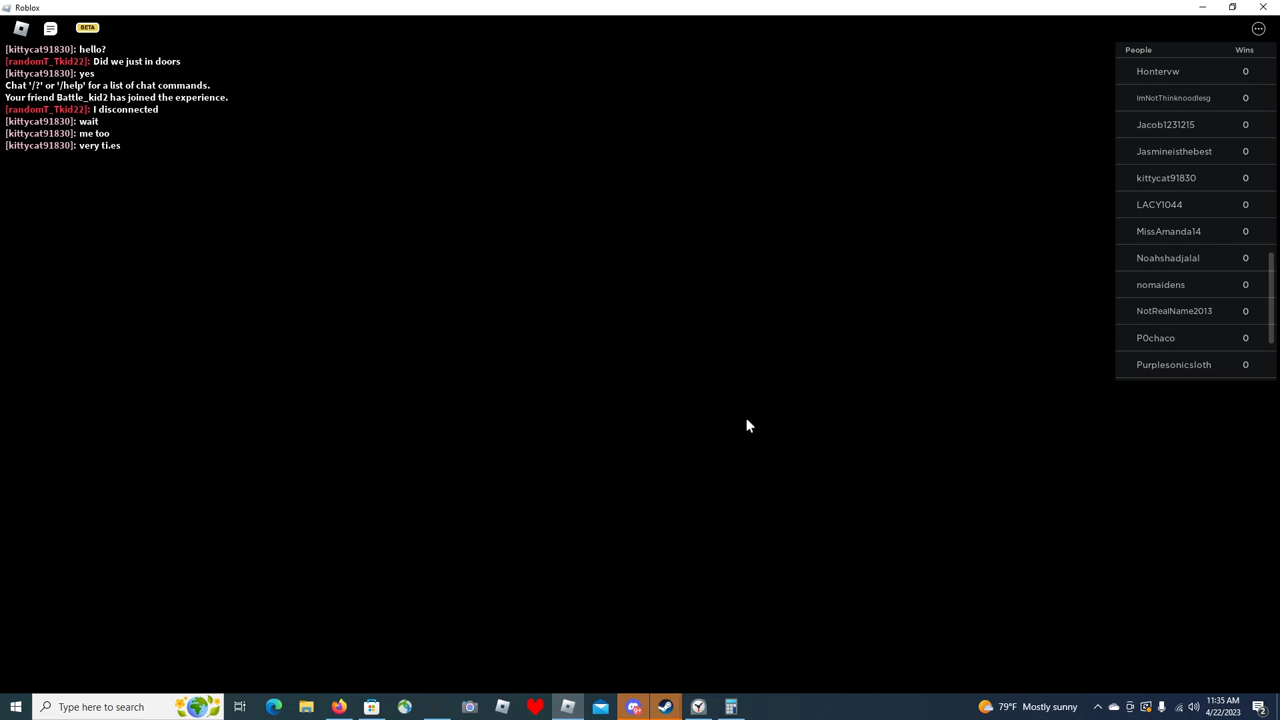 Roblox
BETA
[kittycat91830]: hello?
[randomT_Tkid22]: Did we just in doors
[kittycat91830]: yes
Chat '/?' or '/help' for a list of chat commands.
Your friend Battle_kid2 has joined the experience.
[randomT_Tkid22]: I disconnected
[kittycat91830]: wait
[kittycat91830]: me too
[kittycat91830]: very ti.es
People Wins
Hontervw 0
ImNotThinknoodlesg 0
Jacob1231215 0
Jasmineisthebest 0
kittycat91830 0
LACY1044 0
MissAmanda14 0
Noahshadjalal 0
nomaidens 0
NotRealName2013 0
P0chaco 0
Purplesonicsloth 0
Type here to search
79°F Mostly sunny
11:35 AM
4/22/2023
2